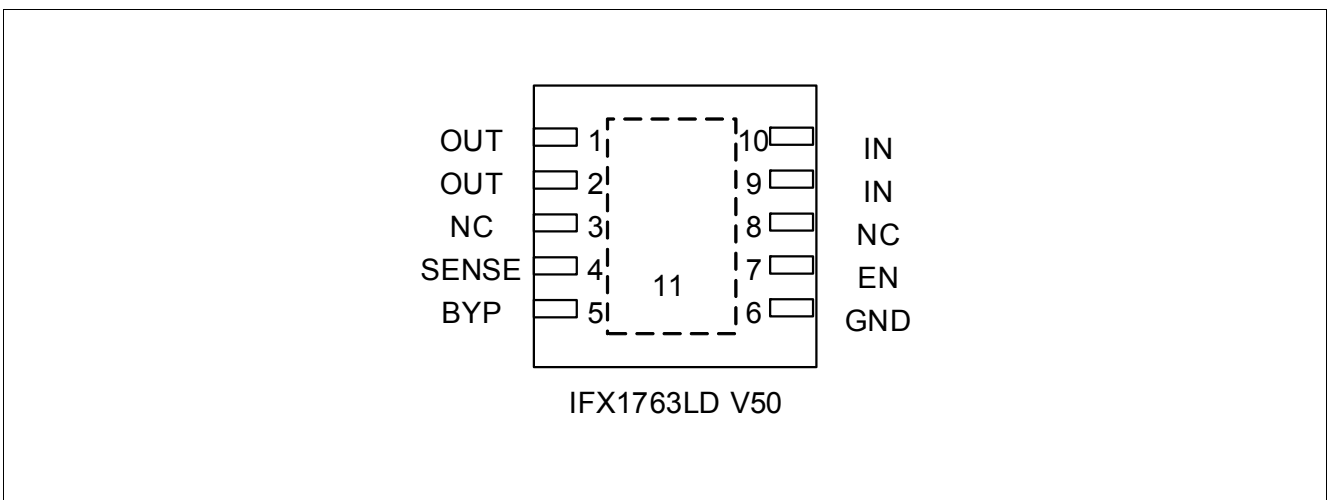 OUT 1 10 IN
OUT 2 9 IN
NC 3 8 NC
SENSE 4 7 EN
11
BYP 5 6 GND
IFX1763LD V50